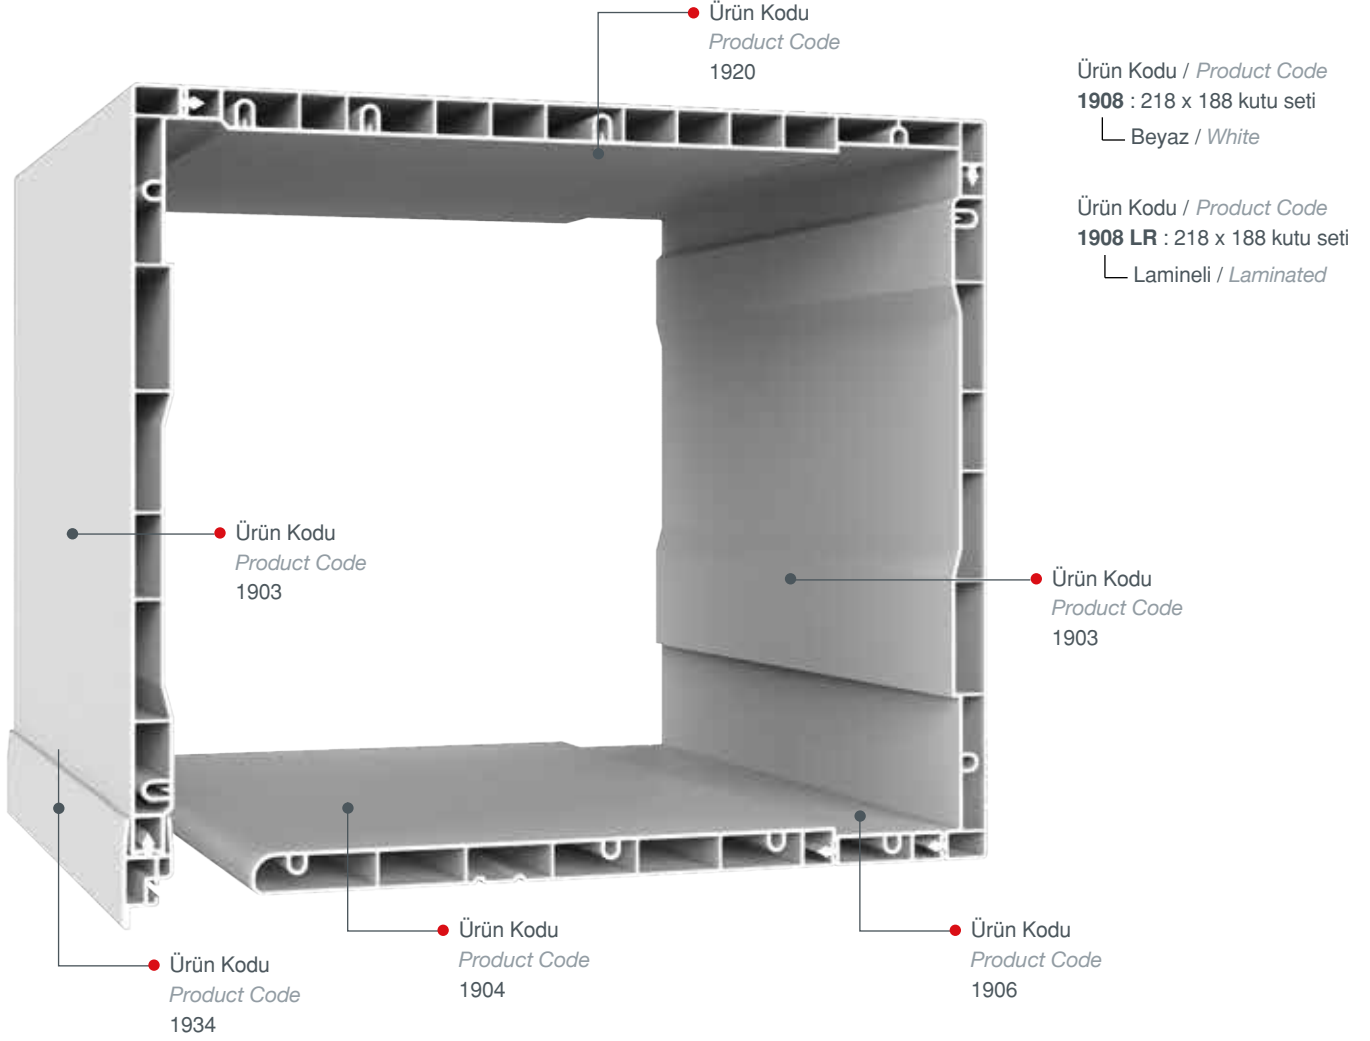 Ürün Kodu
Product Code
1920
Ürün Kodu / Product Code
1908 : 218 x 188 kutu seti
Beyaz / White
Ürün Kodu / Product Code
1908 LR : 218 x 188 kutu seti
Lamineli / Laminated
Ürün Kodu
Product Code
1903
Ürün Kodu
Product Code
1903
Ürün Kodu
Product Code
1904
Ürün Kodu
Product Code
1906
Ürün Kodu
Product Code
1934